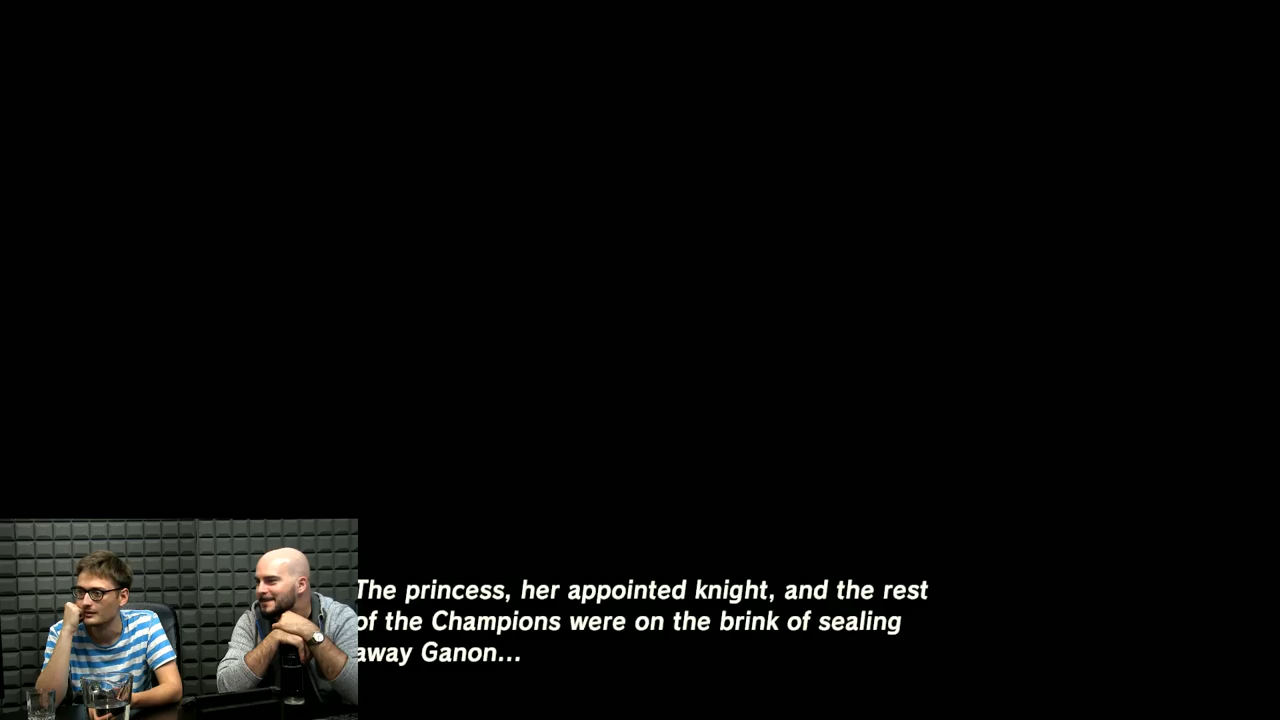 The princess, her appointed knight, and the rest
of the Champions were on the brink of sealing
away Ganon...